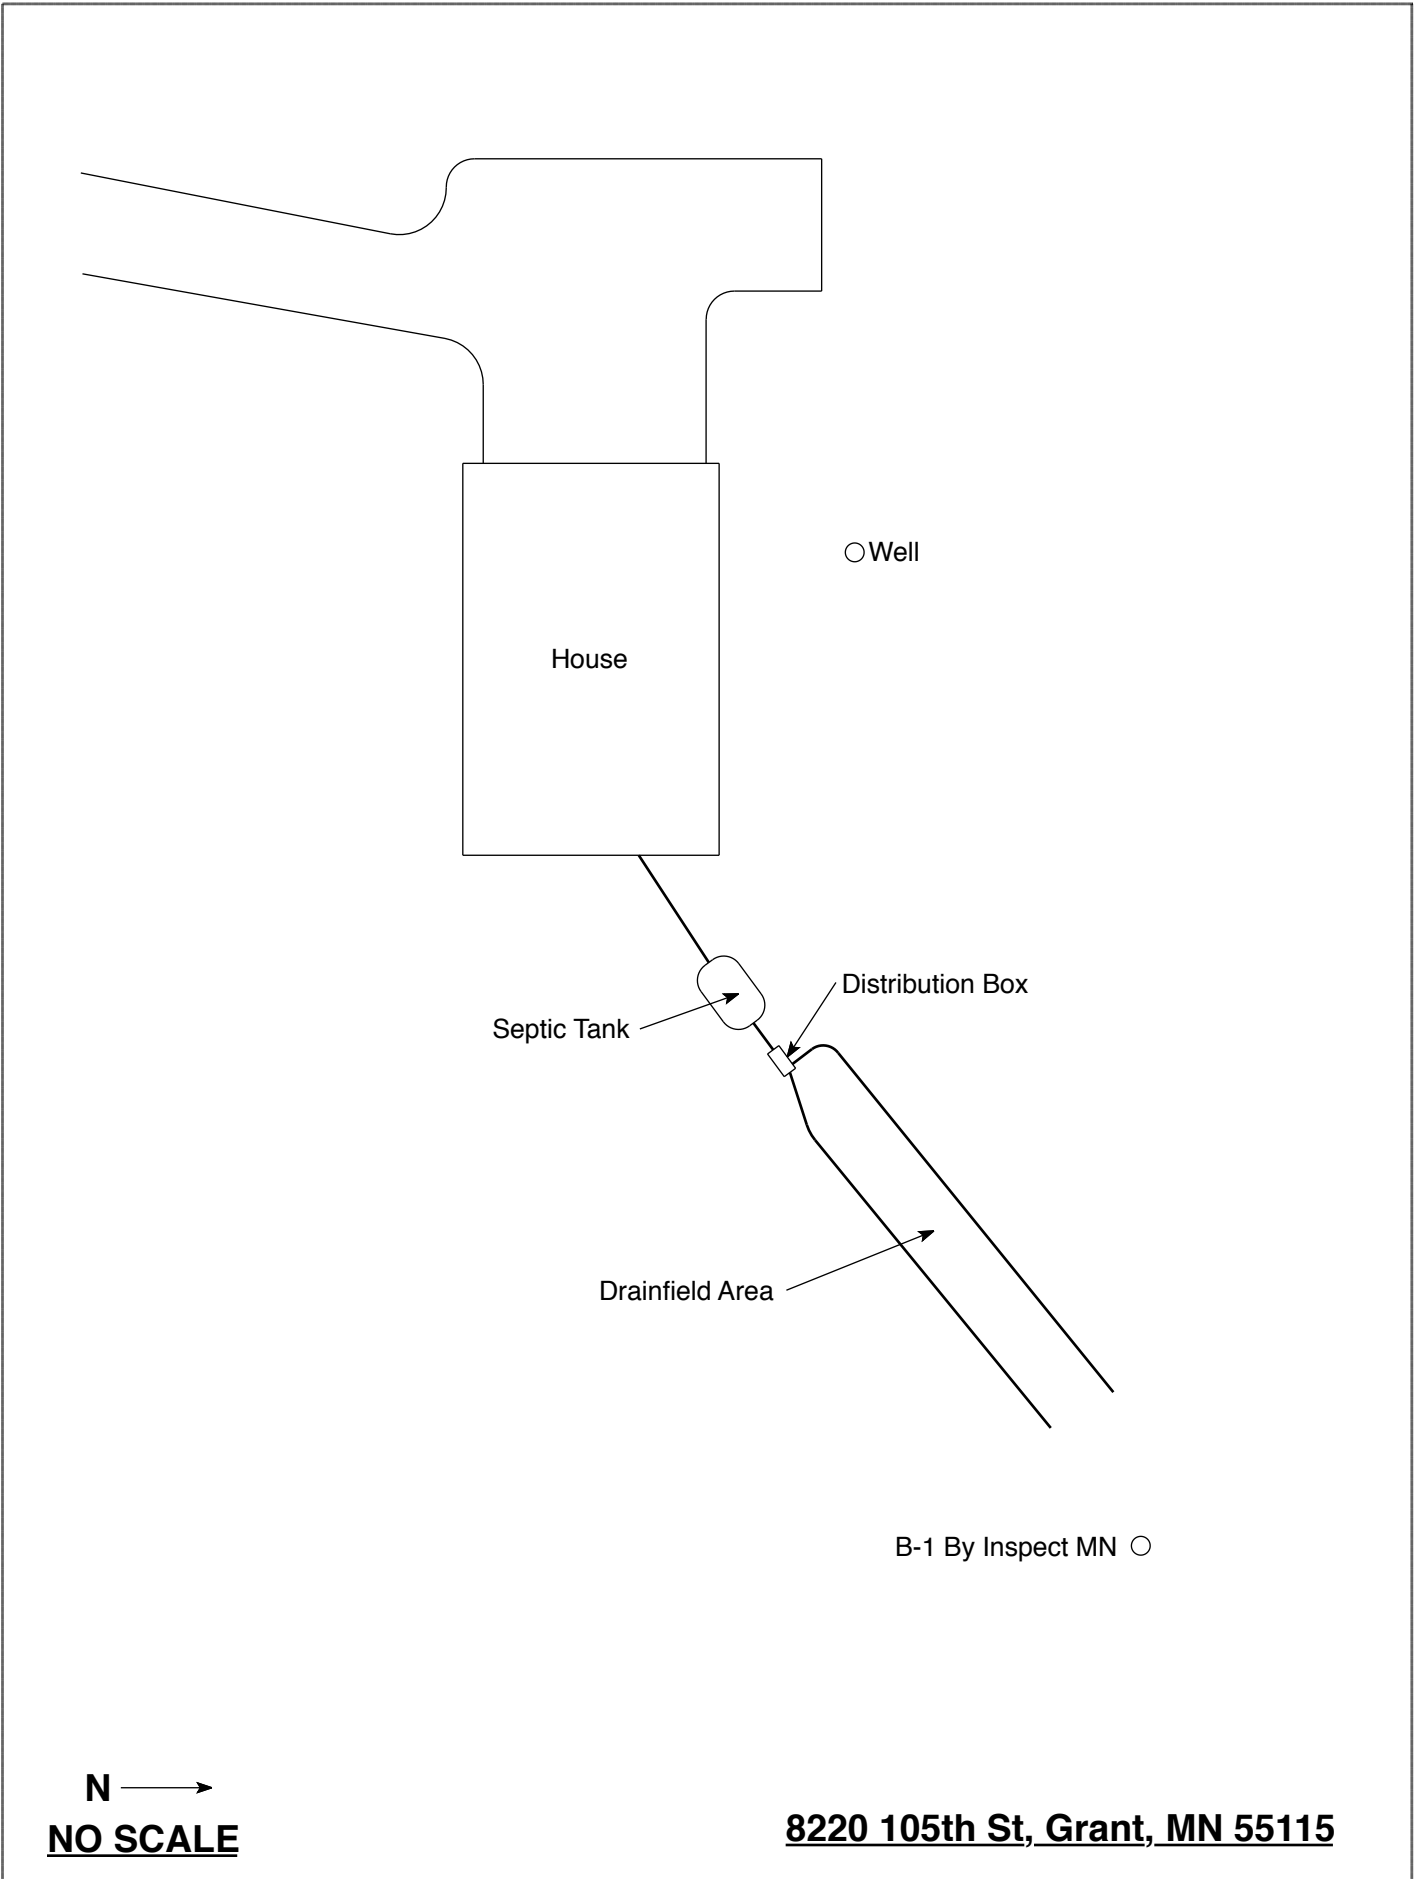 Well
House
Distribution Box
Septic Tank
Drainfield Area
B-1 By Inspect MN
N
NO SCALE
8220 105th St, Grant, MN 55115